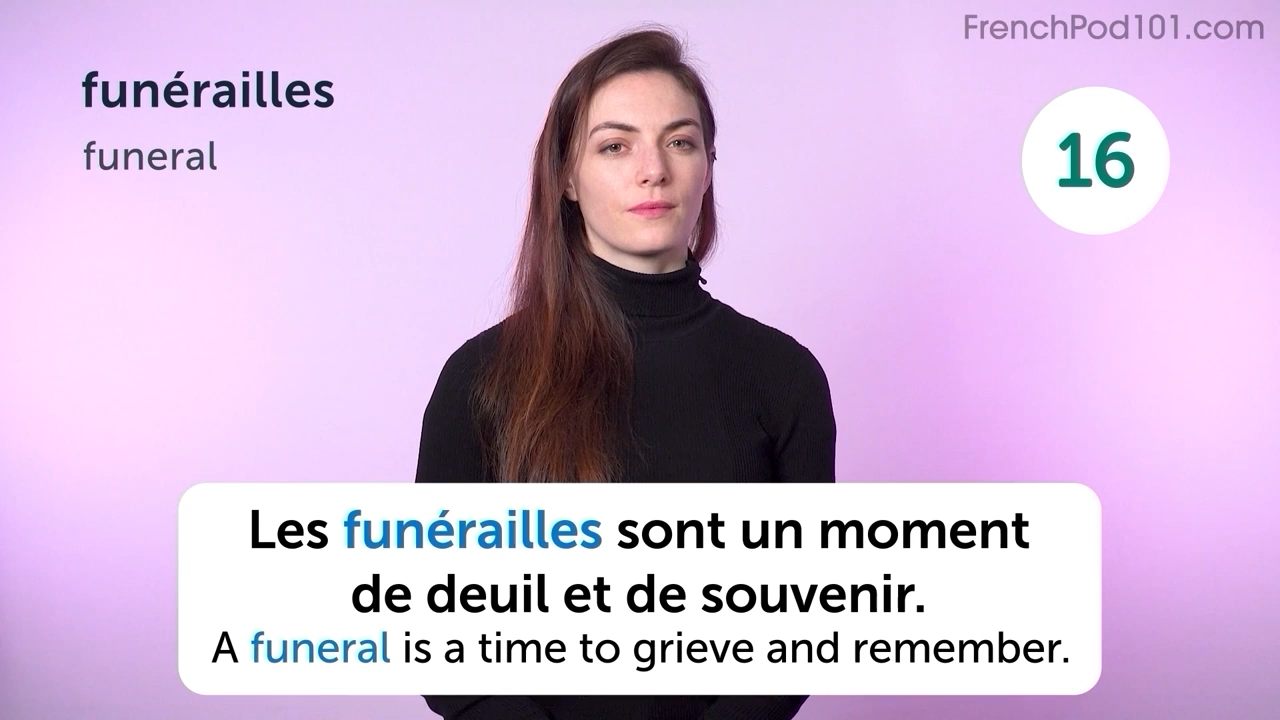 FrenchPod101.com
funérailles
funeral
16
Les funérailles sont un moment
de deuil et de souvenir.
A funeral is a time to grieve and remember.